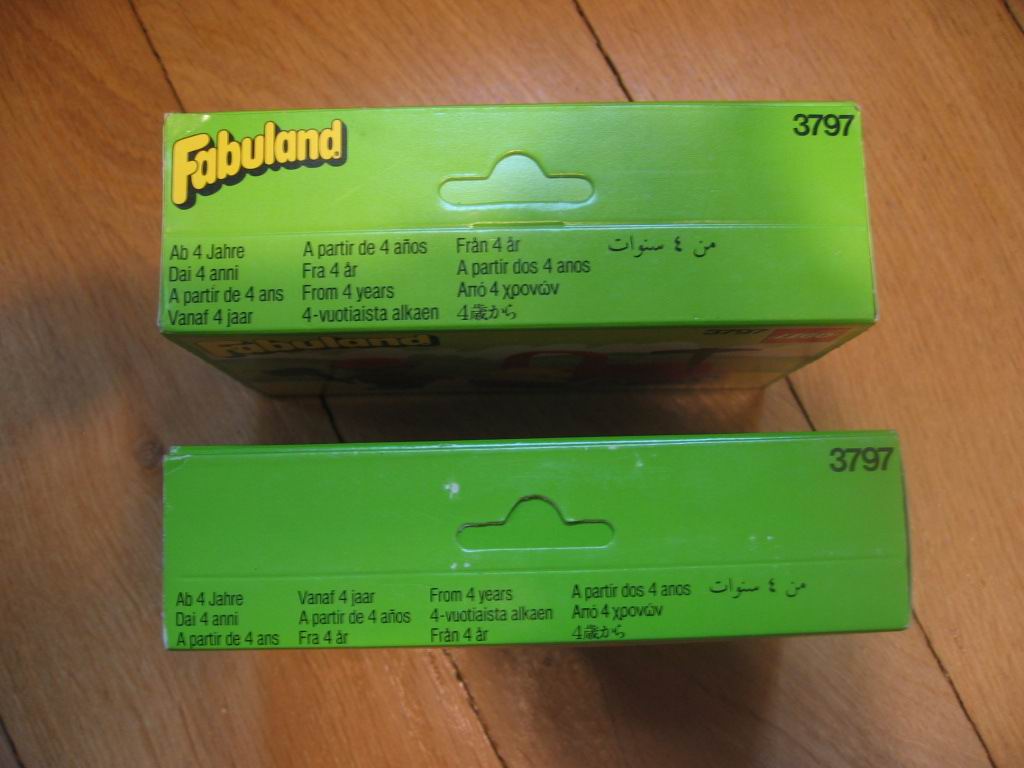 Fabuland
3797
Ab 4 Jahre
Dai 4 anni
A partir de 4 ans
Vanaf 4 jaar
A partir de 4 años
Fra 4 år
From 4 years
4-vuotiaista alkaen
Från 4 år
A partir dos 4 anos
Από 4 χρονών
4歳から
من ٤ سنوات
Fabuland
3797
LEGO
3797
Ab 4 Jahre
Dai 4 anni
A partir de 4 ans
Vanaf 4 jaar
A partir de 4 años
Fra 4 år
From 4 years
4-vuotiaista alkaen
Från 4 år
A partir dos 4 anos
Από 4 χρονών
4歳から
من ٤ سنوات